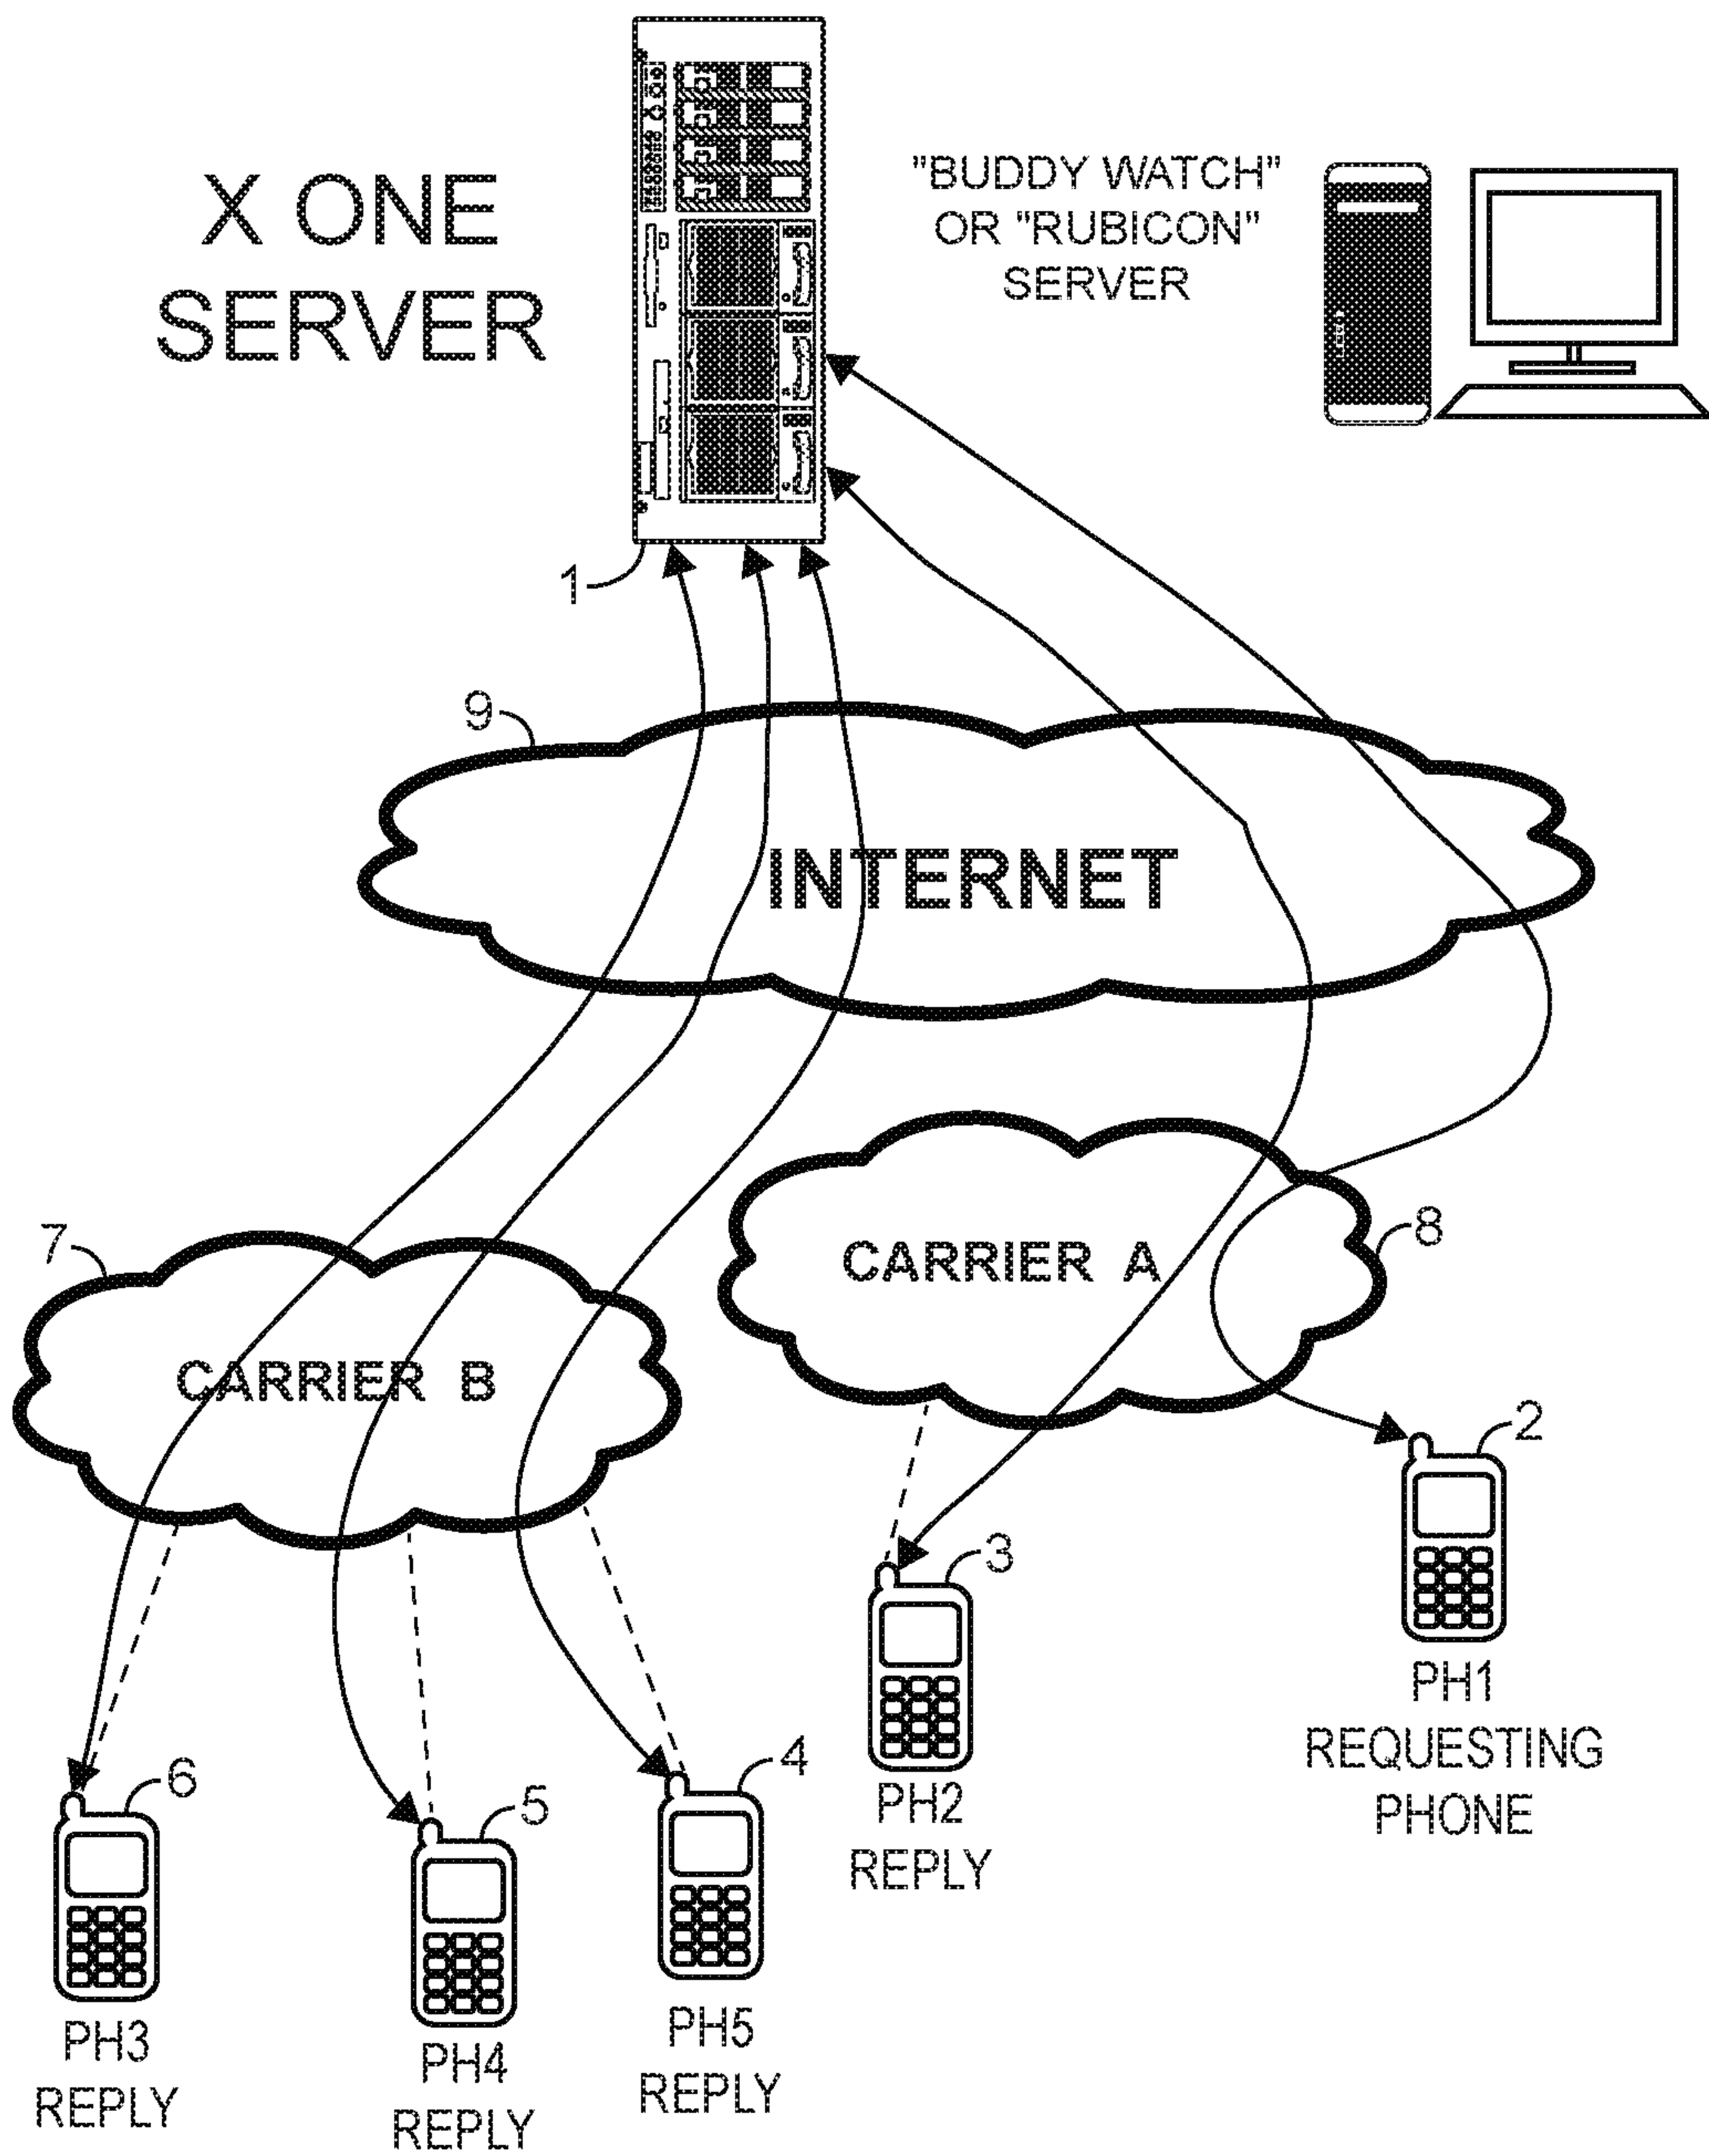 X ONE
SERVER
"BUDDY WATCH"
OR "RUBICON"
SERVER
1
9
INTERNET
7
CARRIER B
CARRIER A
8
2
3
PH1
REQUESTING
PHONE
6
5
4
PH2
REPLY
PH3
REPLY
PH4
REPLY
PH5
REPLY